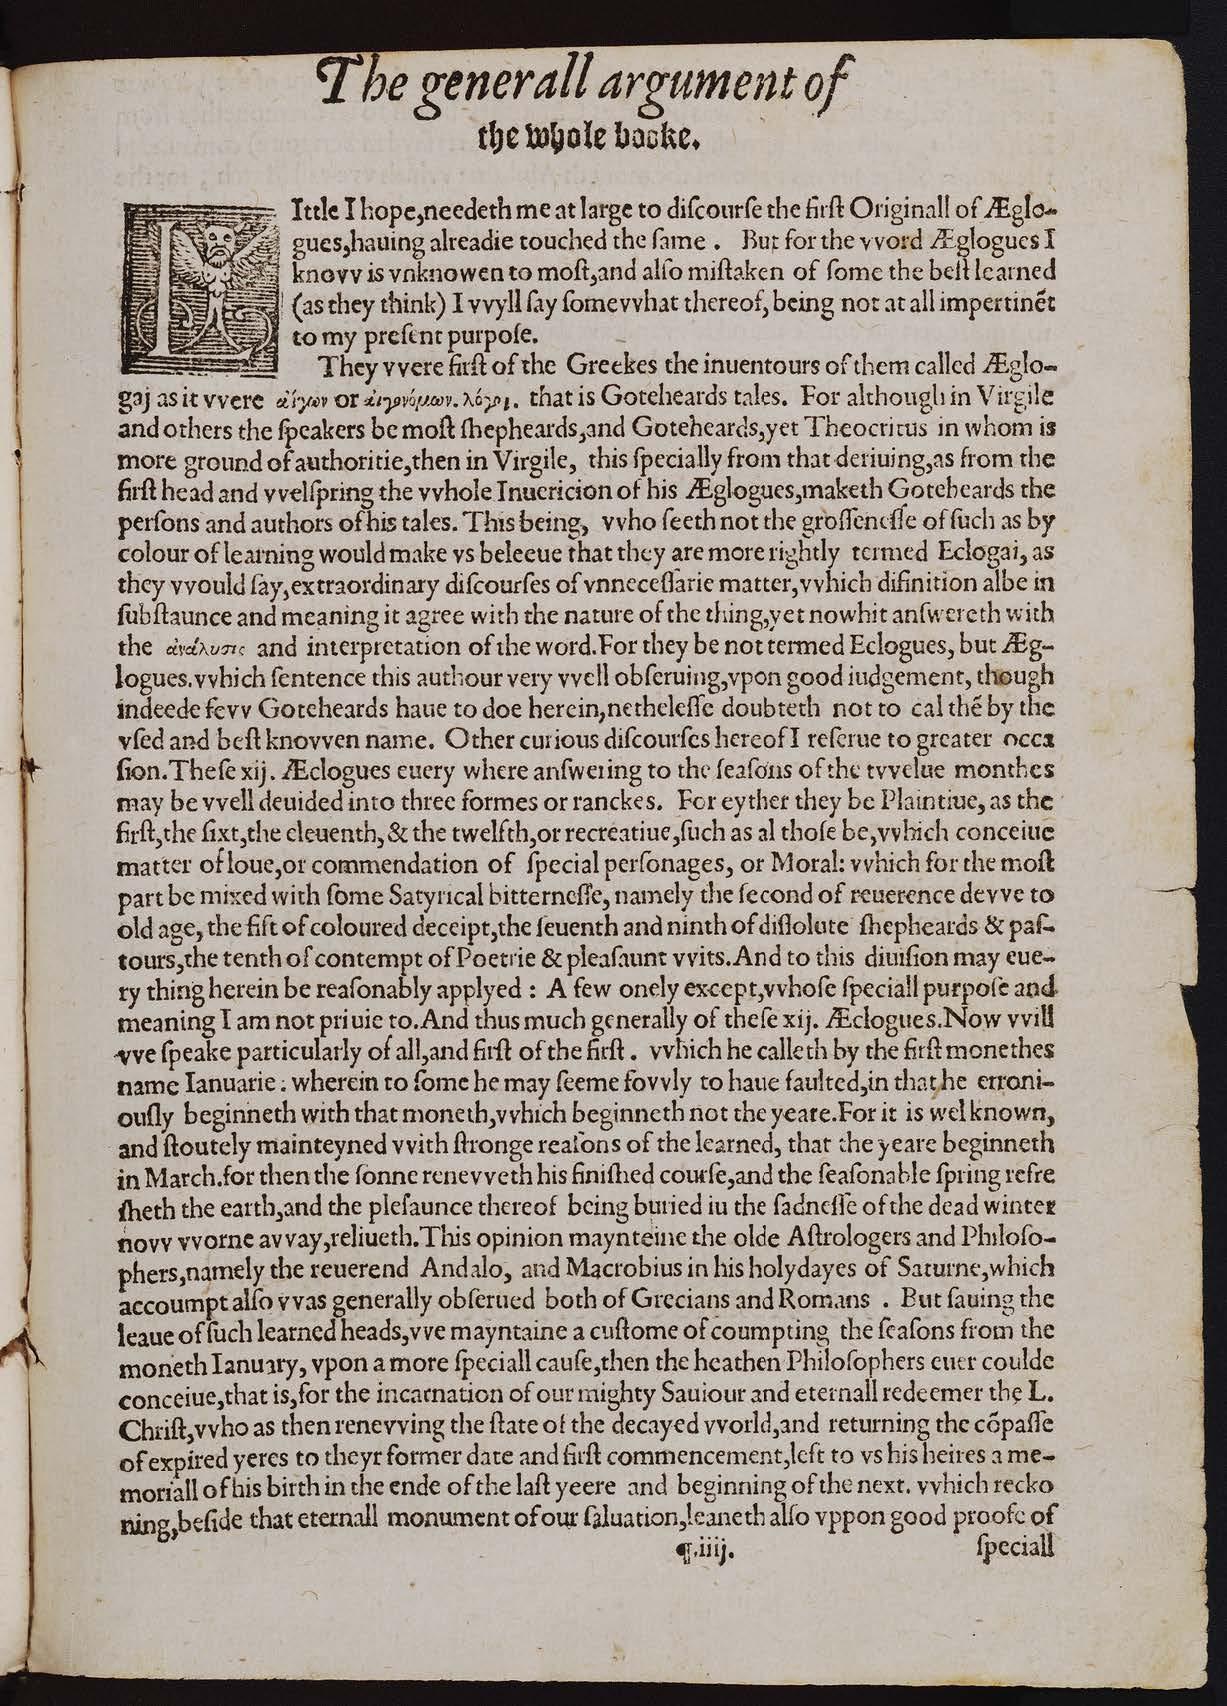 The generall argument of
the whole booke.
LIttle I hope,needeth me at large to diſcourſe the firſt Originall of Æglo-
gues,hauing alreadie touched the ſame . But for the vvord Æglogues I
knovv is vnknowen to moſt,and alſo miſtaken of ſome the beſt learned
(as they think) I vvyll ſay ſomevvhat thereof, being not at all impertinẽt
to my preſent purpoſe.
They vvere firſt of the Greekes the inuentours of them called Æglo-
gaj as it vvere αἴγων or αἰγονόμων. λόγοι. that is Goteheards tales. For although in Virgile
and others the ſpeakers be moſt ſhepheards,and Goteheards,yet Theocritus in whom is
more ground of authoritie,then in Virgile, this ſpecially from that deriuing,as from the
firſt head and vvelſpring the vvhole Inuericion of his Æglogues,maketh Goteheards the
perſons and authors of his tales. This being, vvho ſeeth not the groſſeneſſe of ſuch as by
colour of learning would make vs beleeue that they are more rightly termed Eclogai, as
they vvould ſay,extraordinary diſcourſes of vnneceſſarie matter,vvhich difinition albe in
ſubſtaunce and meaning it agree with the nature of the thing,yet nowhit anſwereth with
the ἀνάλυσις and interpretation of the word.For they be not termed Eclogues, but Æg-
logues.vvhich ſentence this authour very vvell obſeruing,vpon good iudgement, though
indeede fevv Goteheards haue to doe herein,netheleſſe doubteth not to cal thẽ by the
vſed and beſt knovven name. Other curious diſcourſes hereof I reſerue to greater occa
ſion.Theſe xij. Æclogues euery where anſwering to the ſeaſons of the tvvelue monthes
may be vvell deuided into three formes or ranckes. For eyther they be Plaintiue, as the
firſt,the ſixt,the eleuenth, & the twelfth,or recreatiue,ſuch as al thoſe be,vvhich conceiue
matter of loue,or commendation of ſpecial perſonages, or Moral: vvhich for the moſt
part be mixed with ſome Satyrical bitterneſſe, namely the ſecond of reuerence devve to
old age, the fift of coloured deceipt,the ſeuenth and ninth of diſſolute ſhepheards & paſ-
tours,the tenth of contempt of Poetrie & pleaſaunt vvits.And to this diuiſion may eue-
ry thing herein be reaſonably applyed : A few onely except,vvhoſe ſpeciall purpoſe and
meaning I am not priuie to.And thus much generally of theſe xij. Æclogues.Now vvill
vve ſpeake particularly of all,and firſt of the firſt . vvhich he calleth by the firſt monethes
name Ianuarie : wherein to ſome he may ſeeme fovvly to haue faulted,in that he erroni-
ouſly beginneth with that moneth,vvhich beginneth not the yeare.For it is wel known,
and ſtoutely mainteyned vvith ſtronge reaſons of the learned, that the yeare beginneth
in March.for then the ſonne renevveth his finiſhed courſe,and the ſeaſonable ſpring refre
ſheth the earth,and the pleſaunce thereof being buried iu the ſadneſſe of the dead winter
novv vvorne avvay,reliueth.This opinion maynteine the olde Aſtrologers and Philoſo-
phers,namely the reuerend Andalo, and Macrobius in his holydayes of Saturne,which
accoumpt alſo vvas generally obſerued both of Grecians and Romans . But ſauing the
leaue of ſuch learned heads,vve mayntaine a cuſtome of coumpting the ſeaſons from the
moneth Ianuary, vpon a more ſpeciall cauſe,then the heathen Philoſophers euer coulde
conceiue,that is,for the incarnation of our mighty Sauiour and eternall redeemer the L.
Chriſt,vvho as then renevving the ſtate of the decayed vvorld,and returning the cõpaſſe
of expired yeres to theyr former date and firſt commencement,left to vs his heires a me-
moriall of his birth in the ende of the laſt yeere and beginning of the next. vvhich recko
ning,beſide that eternall monument of our ſaluation,leaneth alſo vppon good proofe of
¶.iiij. ſpeciall